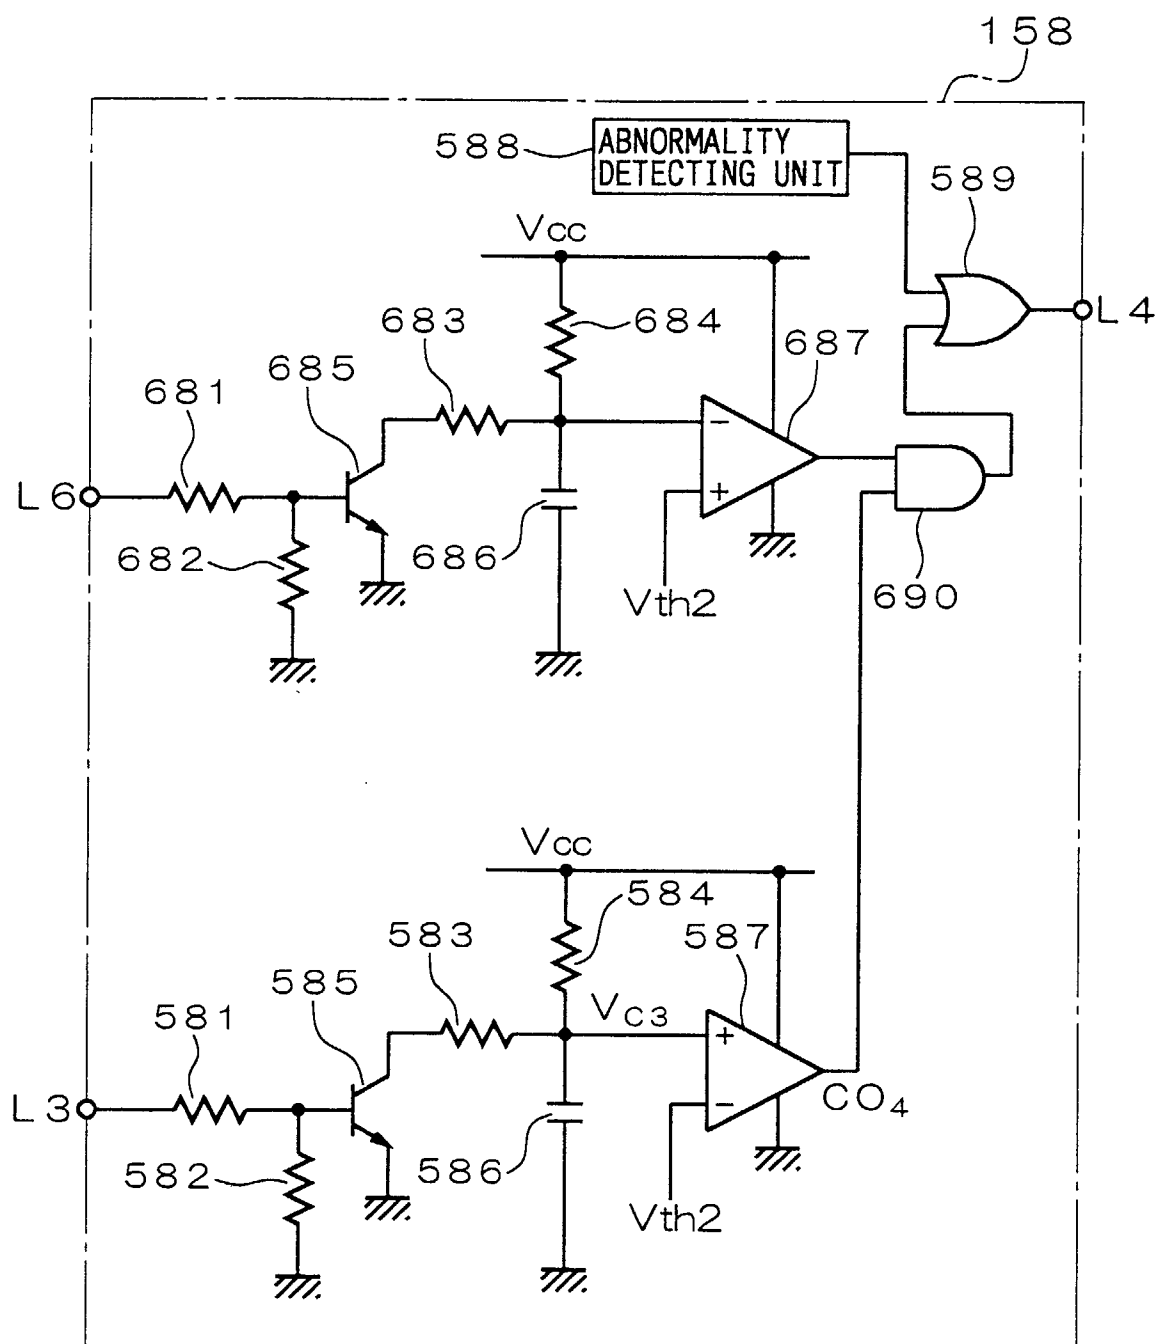 158
588
ABNORMALITY
DETECTING UNIT
589
Vcc
683
684
L4
687
685
681
L6
−
+
682
686
Vth2
690
Vcc
584
583
587
585
VC3
581
+
L3
−
CO4
582
586
Vth2